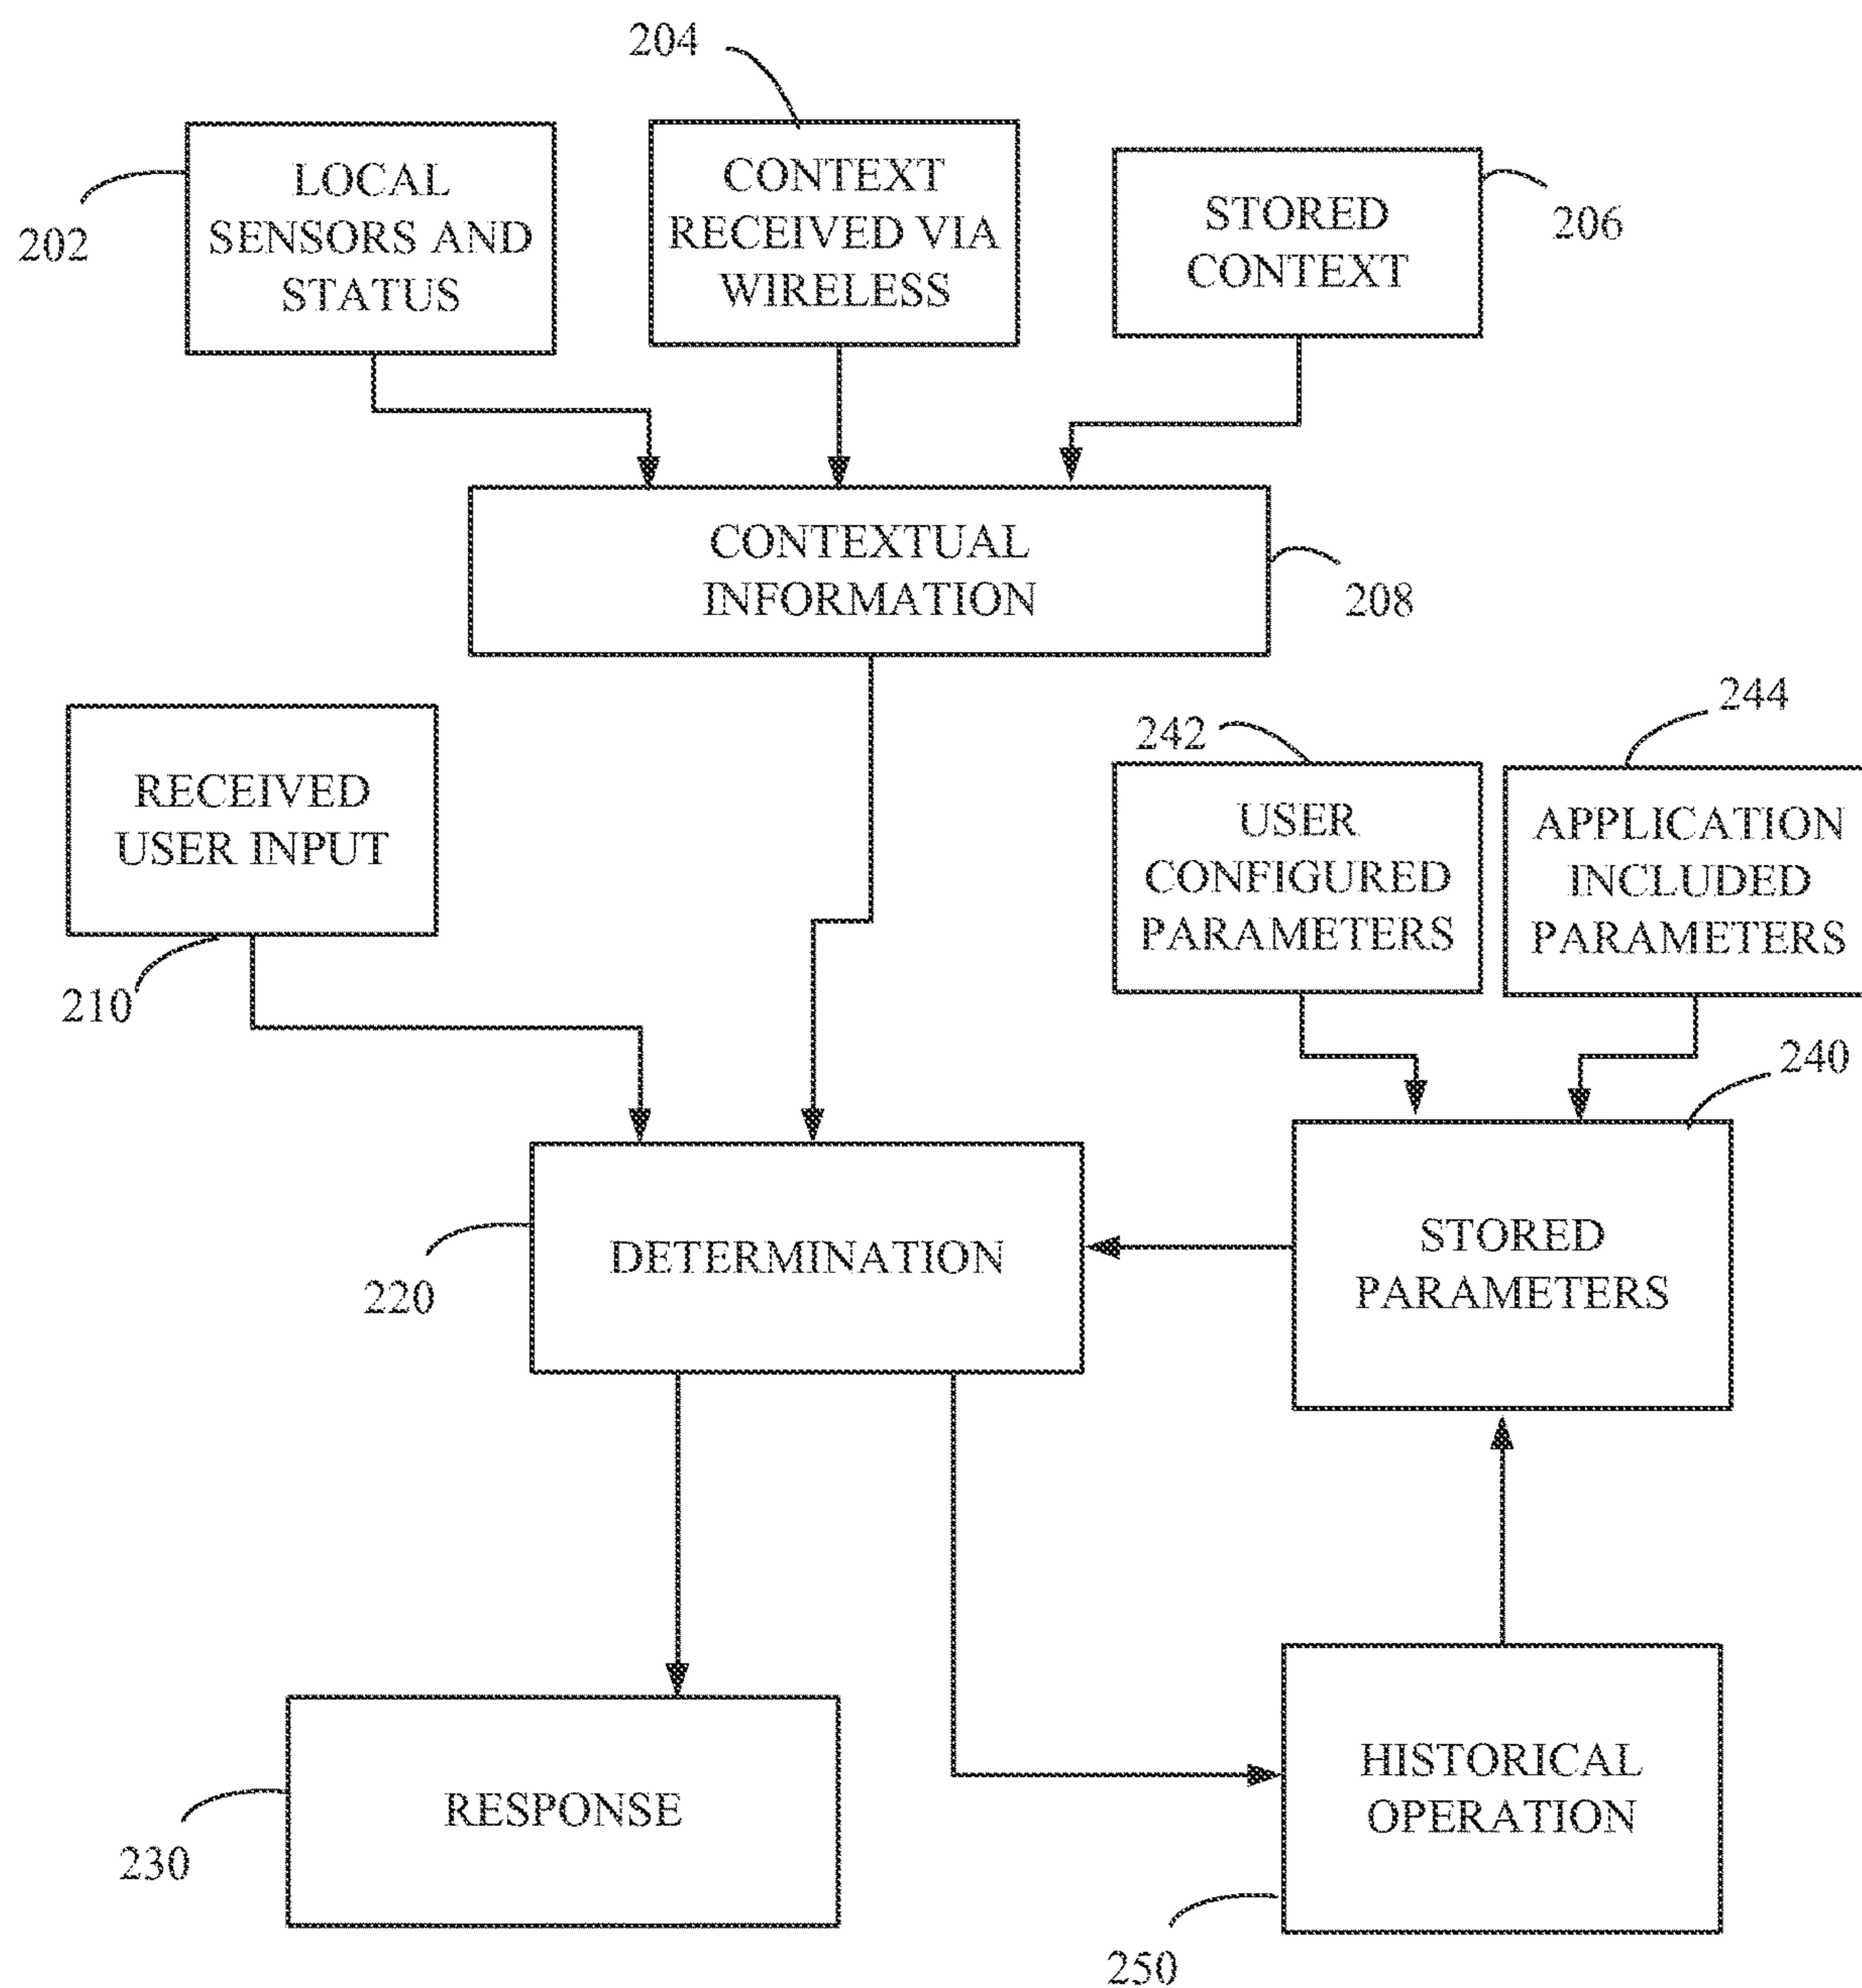 204
LOCAL
SENSORS AND
STATUS
202
CONTEXT
RECEIVED VIA
WIRELESS
STORED
CONTEXT
206
CONTEXTUAL
INFORMATION
208
RECEIVED
USER INPUT
210
242
USER
CONFIGURED
PARAMETERS
244
APPLICATION
INCLUDED
PARAMETERS
240
DETERMINATION
220
STORED
PARAMETERS
RESPONSE
230
HISTORICAL
OPERATION
250